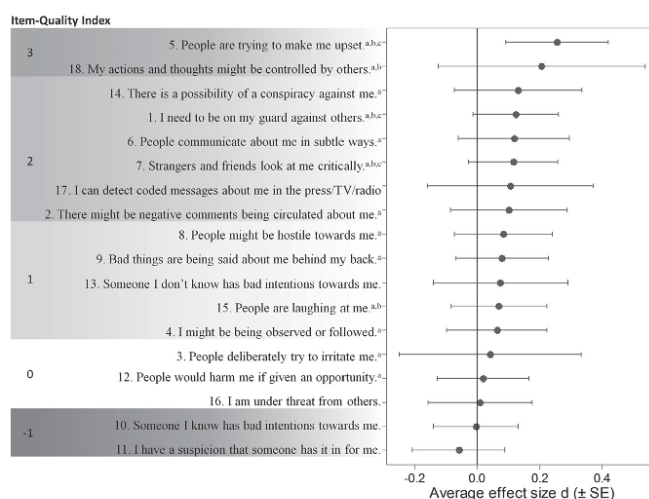 Item-Quality Index
3
5. People are trying to make me upset.a,b,c
18. My actions and thoughts might be controlled by others.a,b
14. There is a possibility of a conspiracy against me.a
1. I need to be on my guard against others.a,b,c
6. People communicate about me in subtle ways.a
2
7. Strangers and friends look at me critically.a,b,c
17. I can detect coded messages about me in the press/TV/radio
2. There might be negative comments being circulated about me.a
8. People might be hostile towards me.a
9. Bad things are being said about me behind my back.a
1
13. Someone I don't know has bad intentions towards me.
15. People are laughing at me.a,b
4. I might be being observed or followed.a
3. People deliberately try to irritate me.a
0
12. People would harm me if given an opportunity.a
16. I am under threat from others.
10. Someone I know has bad intentions towards me.
-1
11. I have a suspicion that someone has it in for me.
-0.2 0.0 0.2 0.4
Average effect size d (± SE)